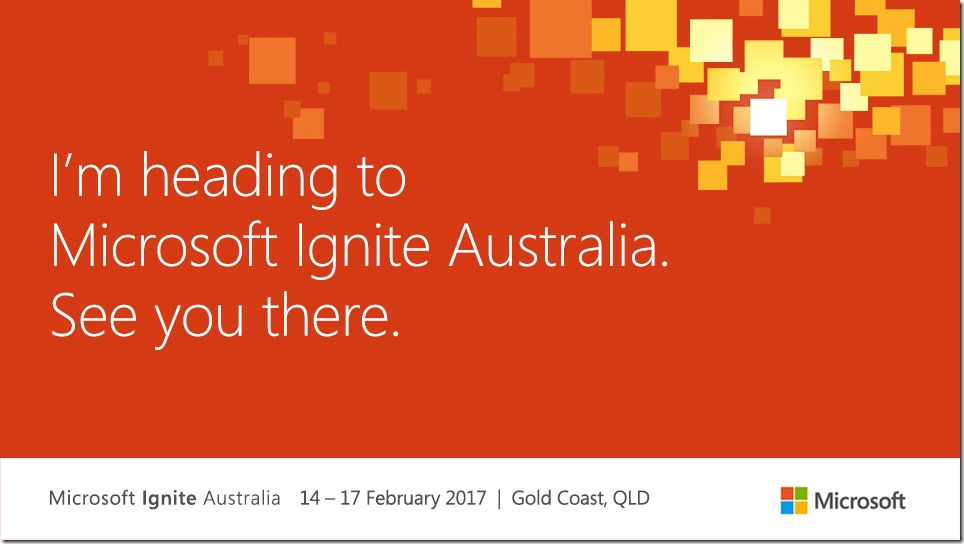 I’m heading to
Microsoft Ignite Australia.
See you there.
Microsoft Ignite Australia 14 – 17 February 2017 | Gold Coast, QLD
Microsoft